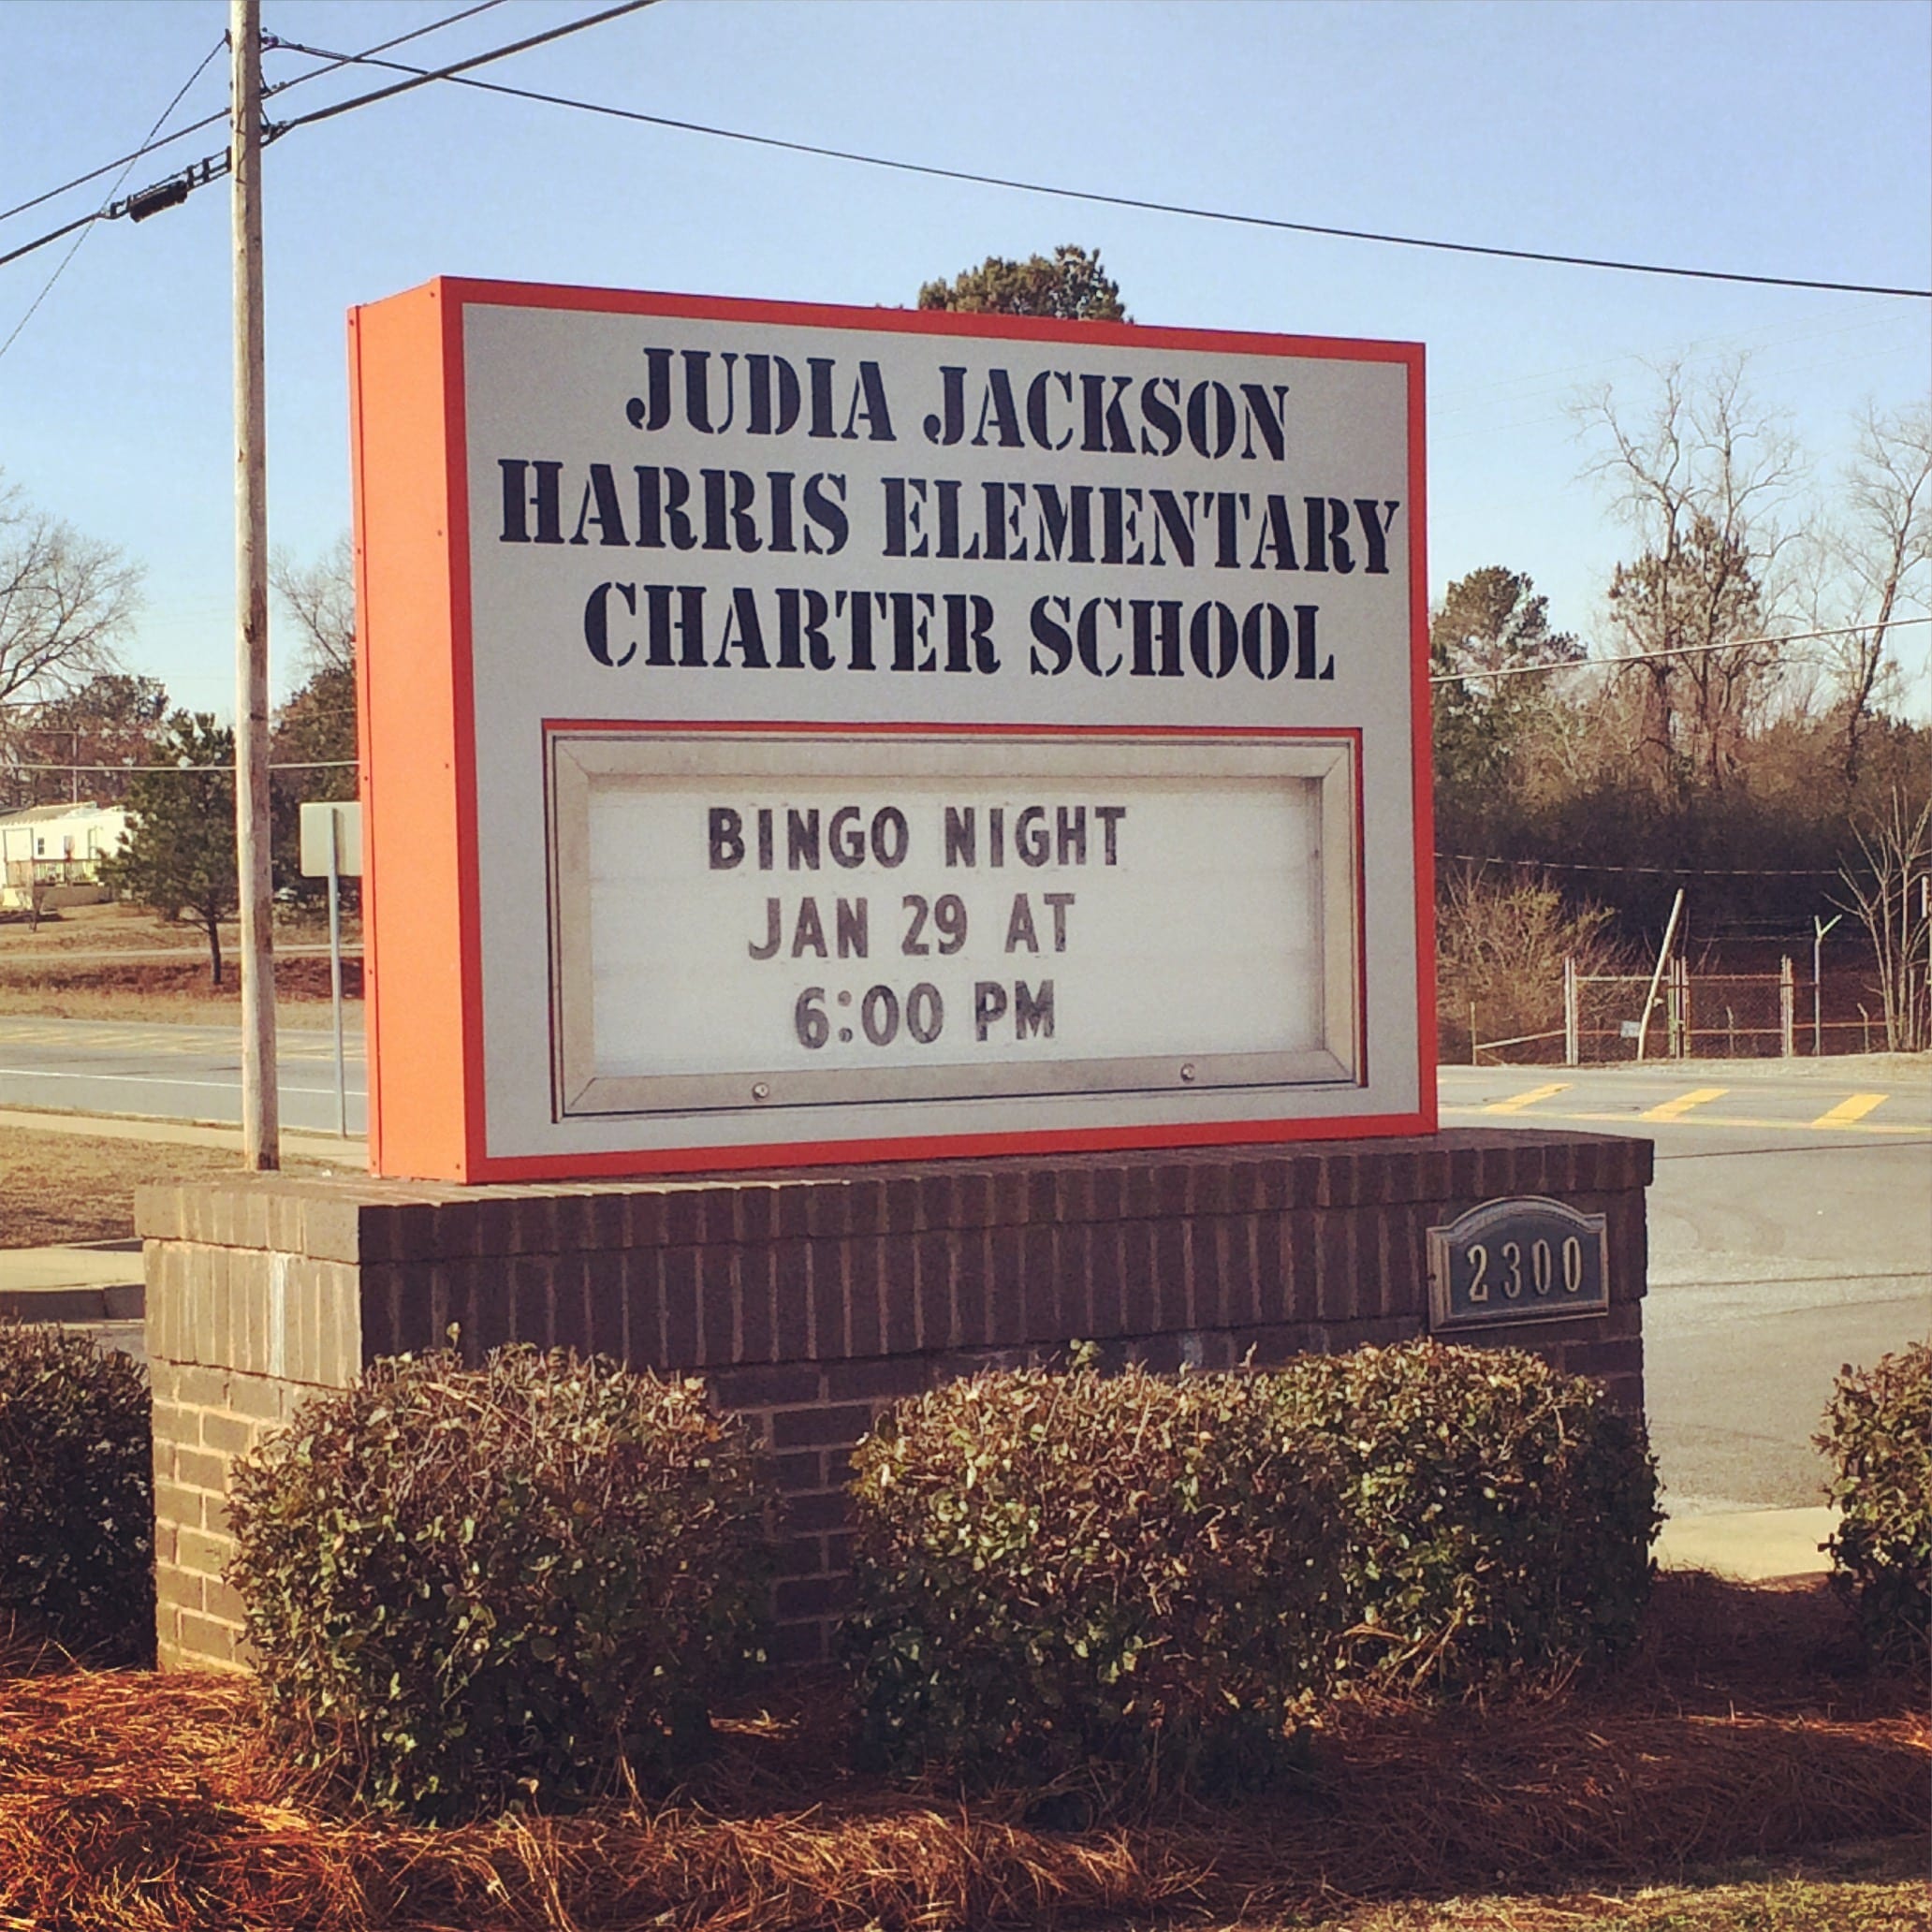 JUDIA JACKSON
HARRIS ELEMENTARY
CHARTER SCHOOL
BINGO NIGHT
JAN 29 AT
6:00 PM
2300